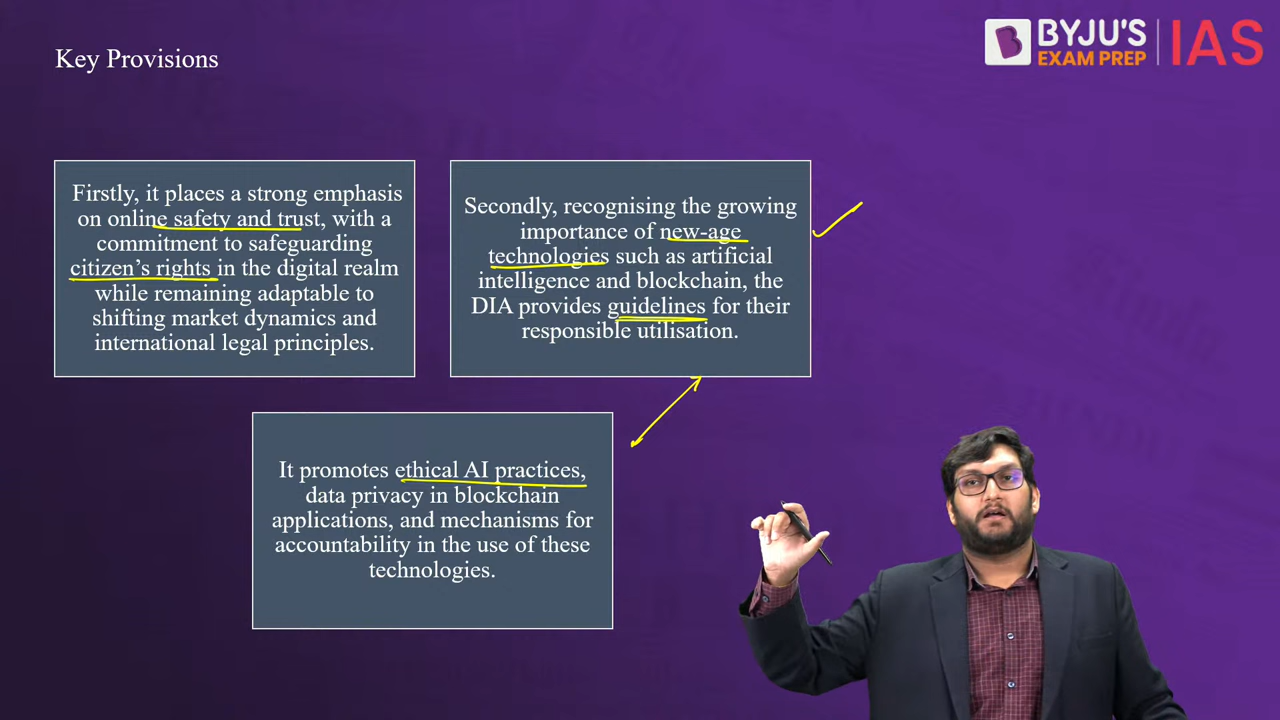 Key Provisions
BYJU'S
EXAM PREP
IAS
Firstly, it places a strong emphasis
on online safety and trust, with a
commitment to safeguarding
citizen’s rights in the digital realm
while remaining adaptable to
shifting market dynamics and
international legal principles.
Secondly, recognising the growing
importance of new-age
technologies such as artificial
intelligence and blockchain, the
DIA provides guidelines for their
responsible utilisation.
It promotes ethical AI practices,
data privacy in blockchain
applications, and mechanisms for
accountability in the use of these
technologies.